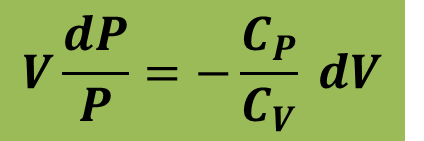 V dP/P = − C_P/C_V dV